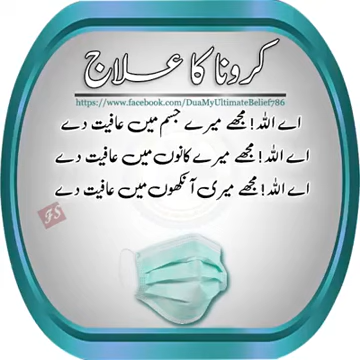 کرونا کا علاج
https://www.facebook.com/DuaMyUltimateBelief786
اے اللہ! مجھے میرے جسم میں عافیت دے
اے اللہ! مجھے میرے کانوں میں عافیت دے
اے اللہ! مجھے میری آنکھوں میں عافیت دے
FS